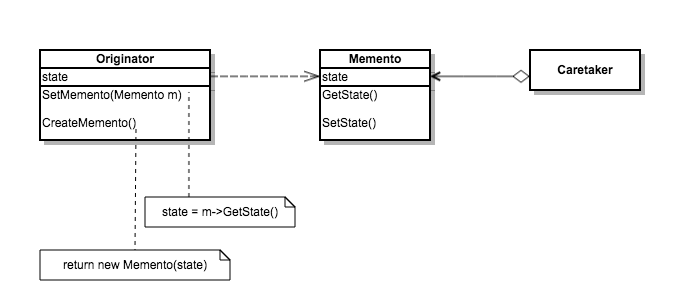 Originator
state
SetMemento(Memento m)
CreateMemento()
Memento
state
GetState()
SetState()
Caretaker
state = m->GetState()
return new Memento(state)